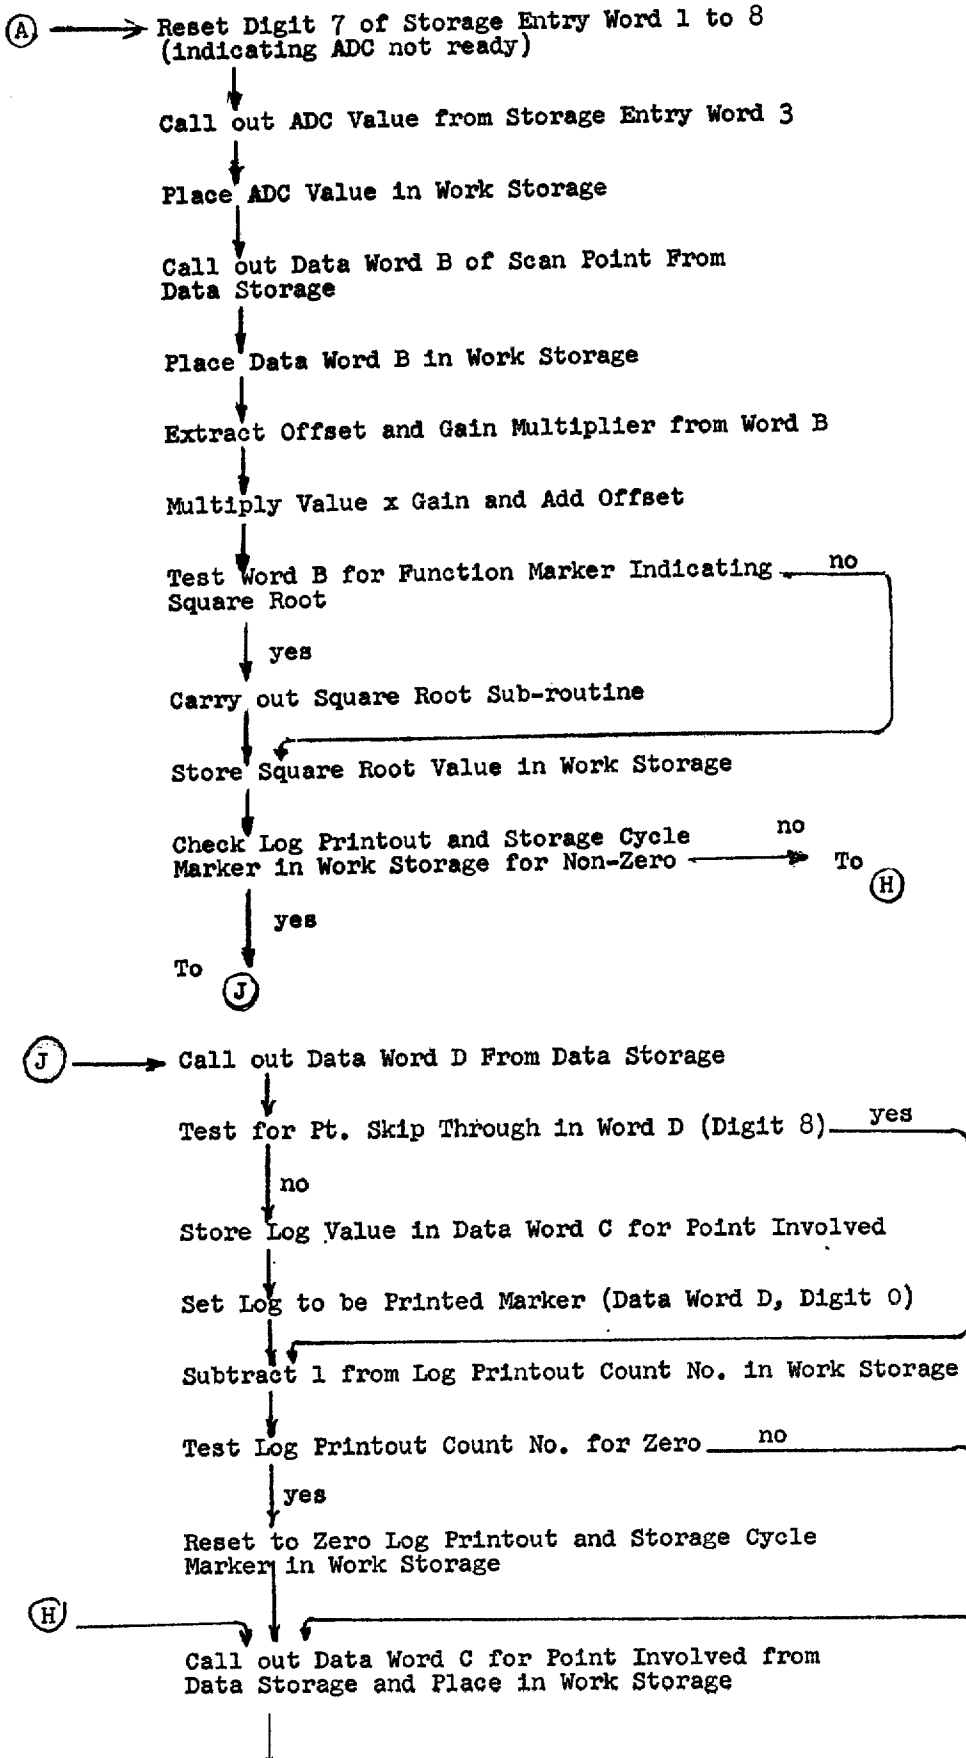 A
Reset Digit 7 of Storage Entry Word 1 to 8
(indicating ADC not ready)
Call out ADC Value from Storage Entry Word 3
Place ADC Value in Work Storage
Call out Data Word B of Scan Point From
Data Storage
Place Data Word B in Work Storage
Extract Offset and Gain Multiplier from Word B
Multiply Value x Gain and Add Offset
Test Word B for Function Marker Indicating no
Square Root
yes
Carry out Square Root Sub-routine
Store Square Root Value in Work Storage
Check Log Printout and Storage Cycle no
Marker in Work Storage for Non-Zero To
H
yes
To
J
J Call out Data Word D From Data Storage
Test for Pt. Skip Through in Word D (Digit 8) yes
no
Store Log Value in Data Word C for Point Involved
Set Log to be Printed Marker (Data Word D, Digit 0)
Subtract 1 from Log Printout Count No. in Work Storage
Test Log Printout Count No. for Zero no
yes
Reset to Zero Log Printout and Storage Cycle
Marker in Work Storage
H
Call out Data Word C for Point Involved from
Data Storage and Place in Work Storage